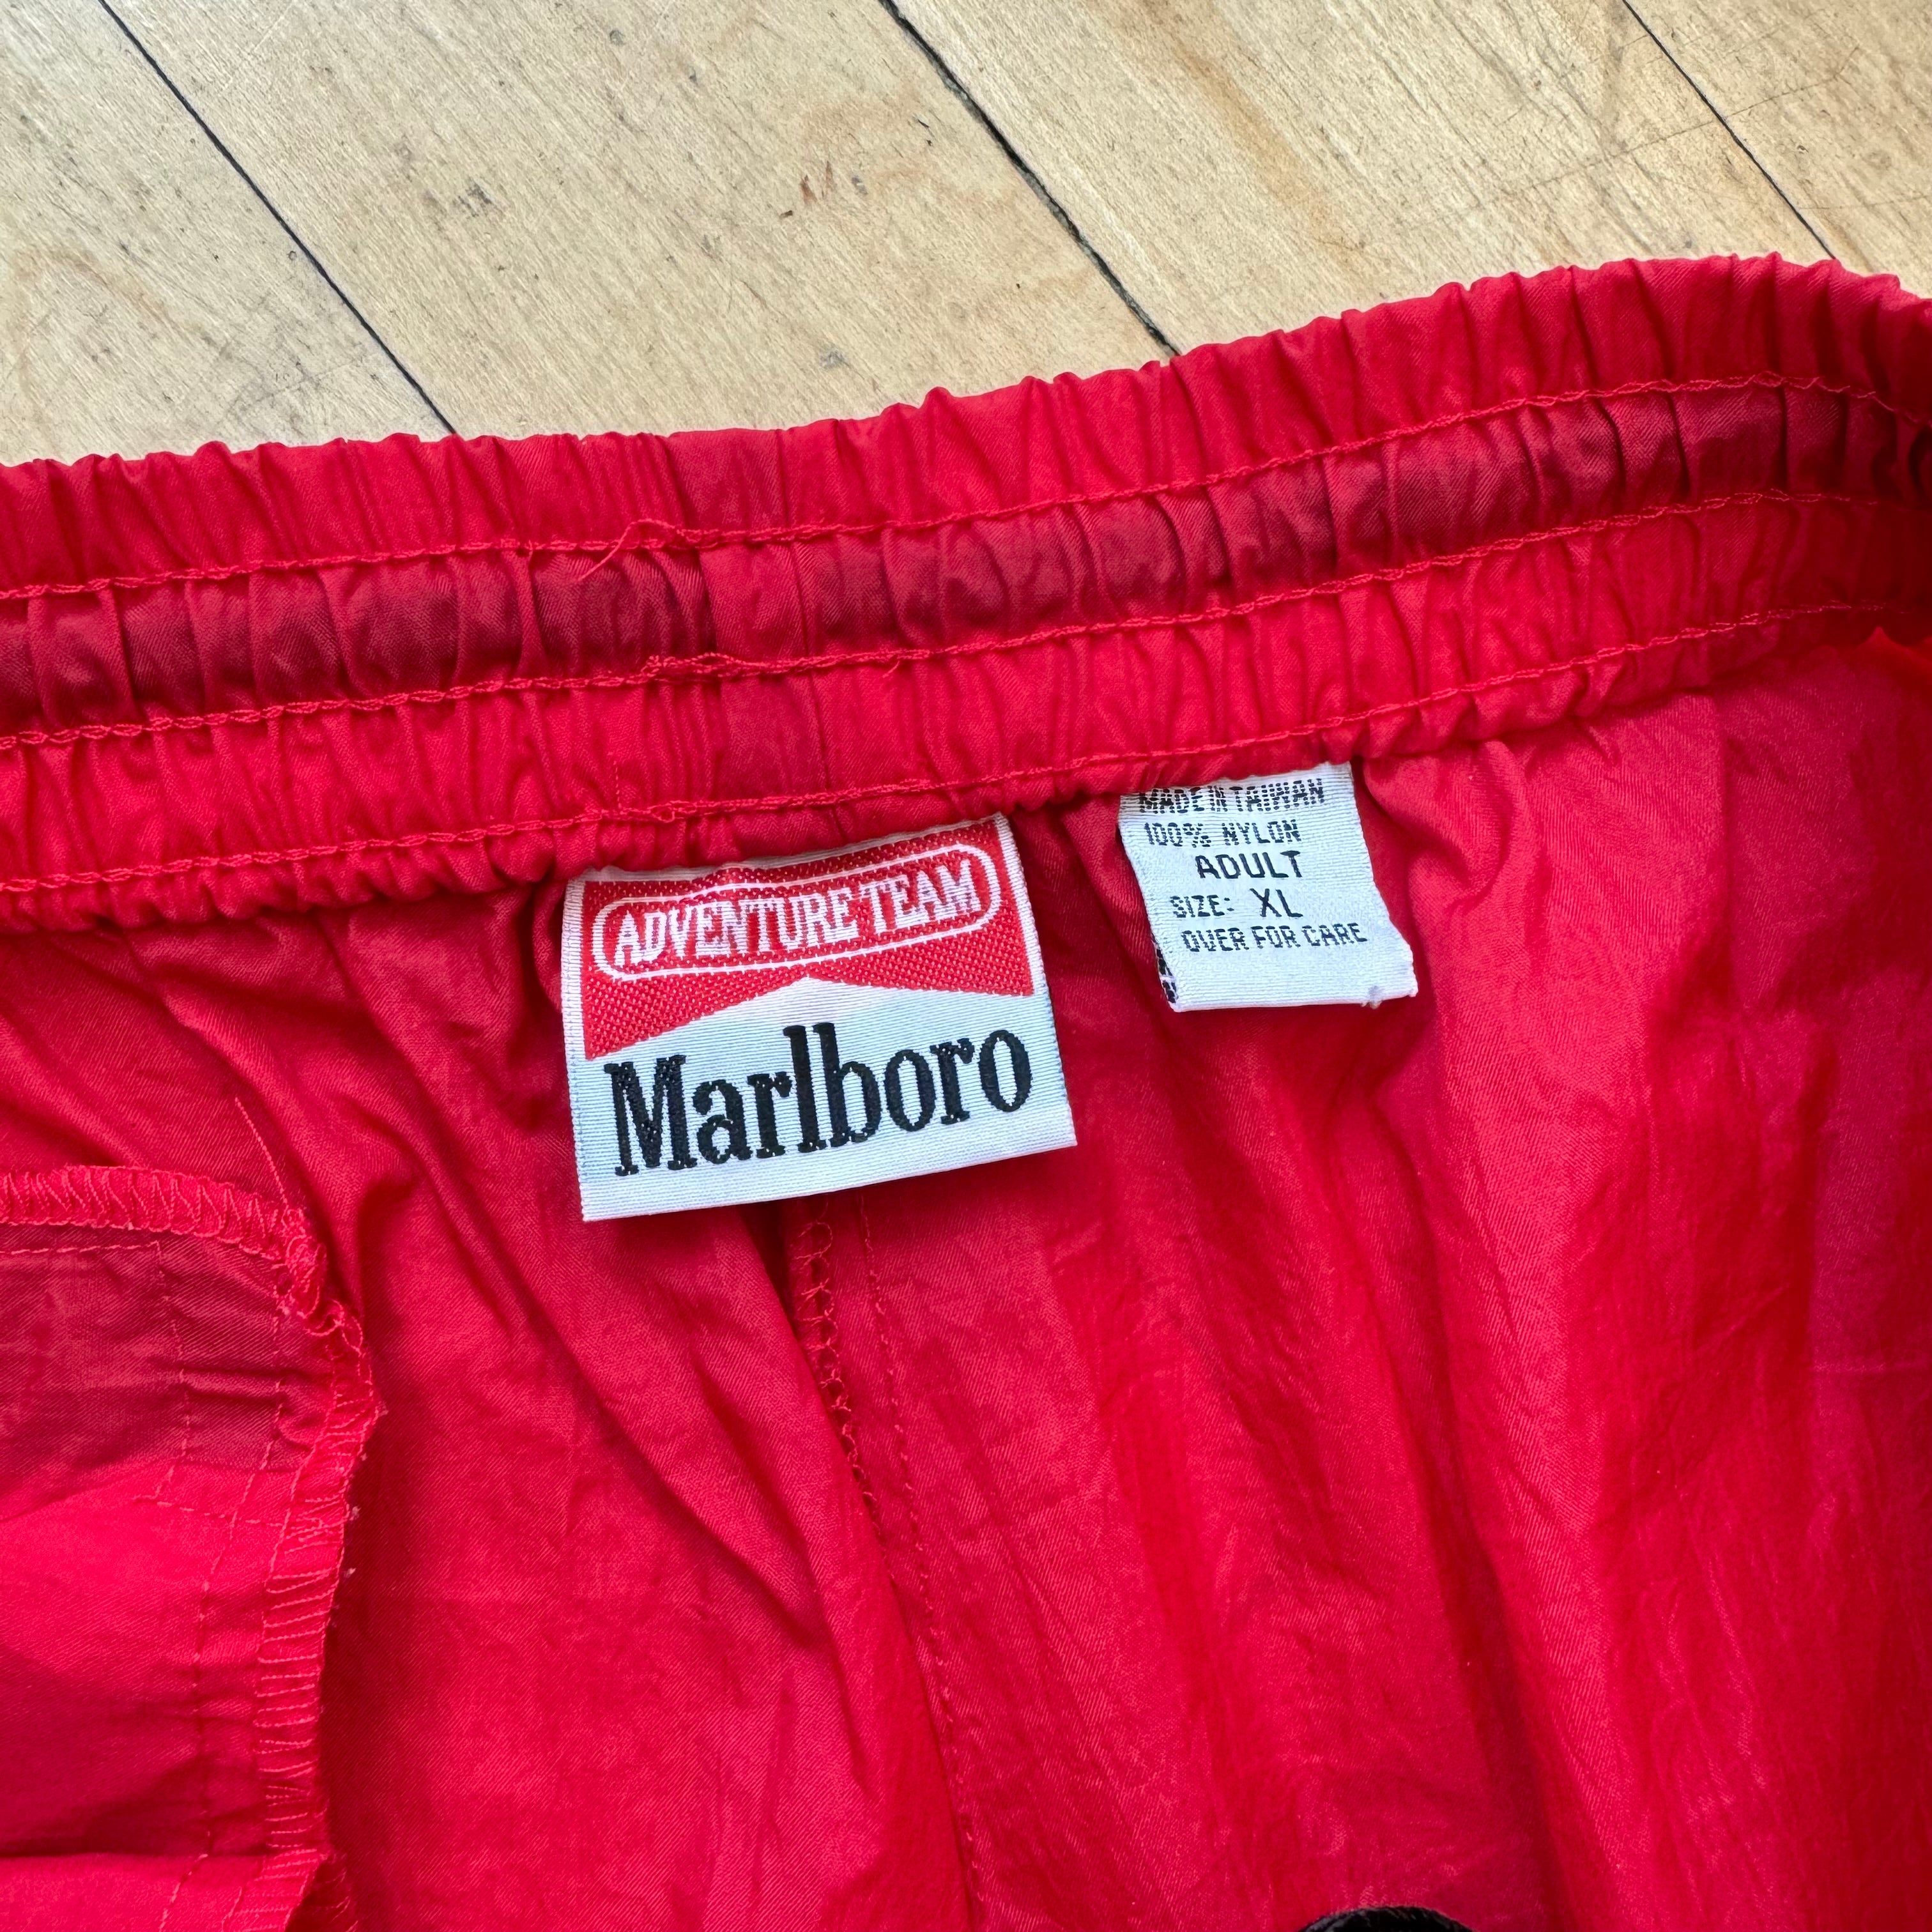 ADVENTURE TEAM
Marlboro
MADE IN TAIWAN
100% NYLON
ADULT
SIZE: XL
OVER FOR CARE